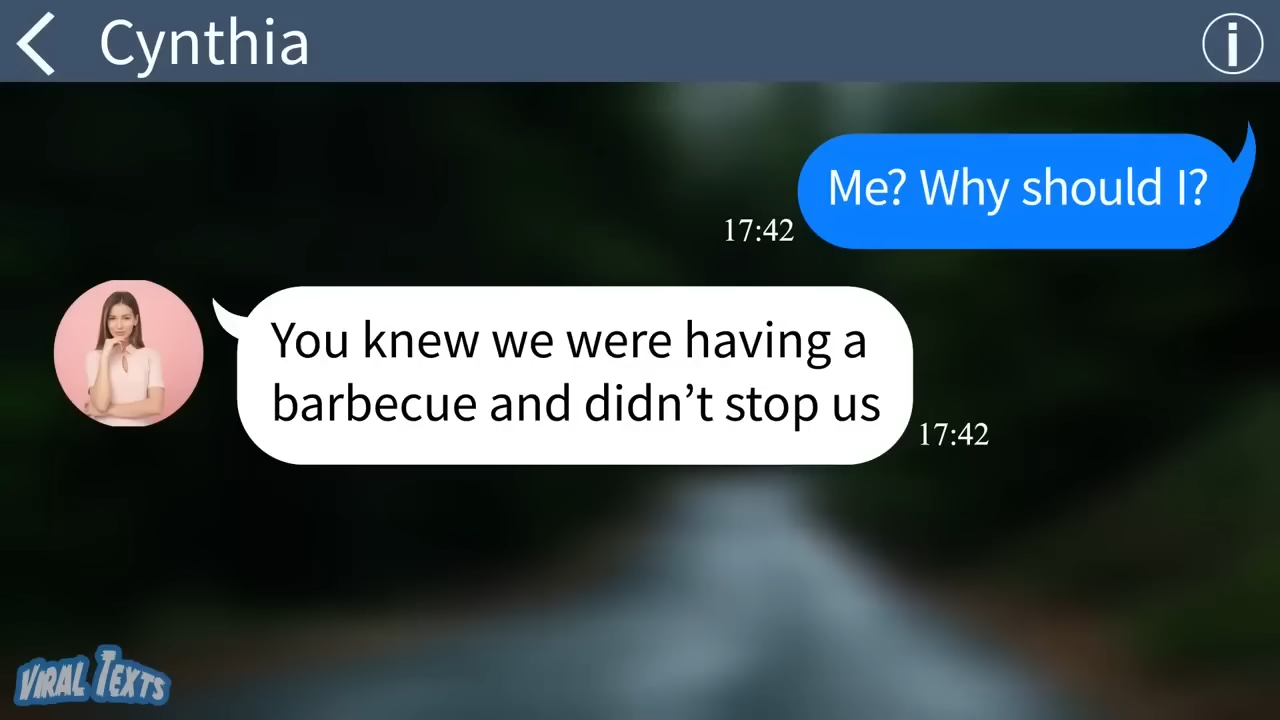 Cynthia
Me? Why should I?
17:42
You knew we were having a
barbecue and didn’t stop us
17:42
VIRAL TEXTS